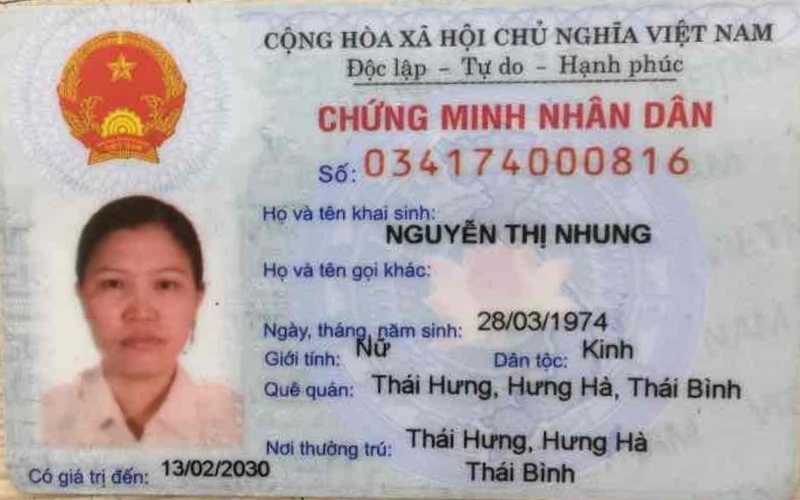 CỘNG HÒA XÃ HỘI CHỦ NGHĨA VIỆT NAM
Độc lập - Tự do - Hạnh phúc
CHỨNG MINH NHÂN DÂN
Số: 034174000816
Họ và tên khai sinh:
NGUYỄN THỊ NHUNG
Họ và tên gọi khác:
Ngày, tháng, năm sinh: 28/03/1974
Giới tính: Nữ Dân tộc: Kinh
Quê quán: Thái Hưng, Hưng Hà, Thái Bình
Nơi thường trú: Thái Hưng, Hưng Hà
Thái Bình
Có giá trị đến: 13/02/2030